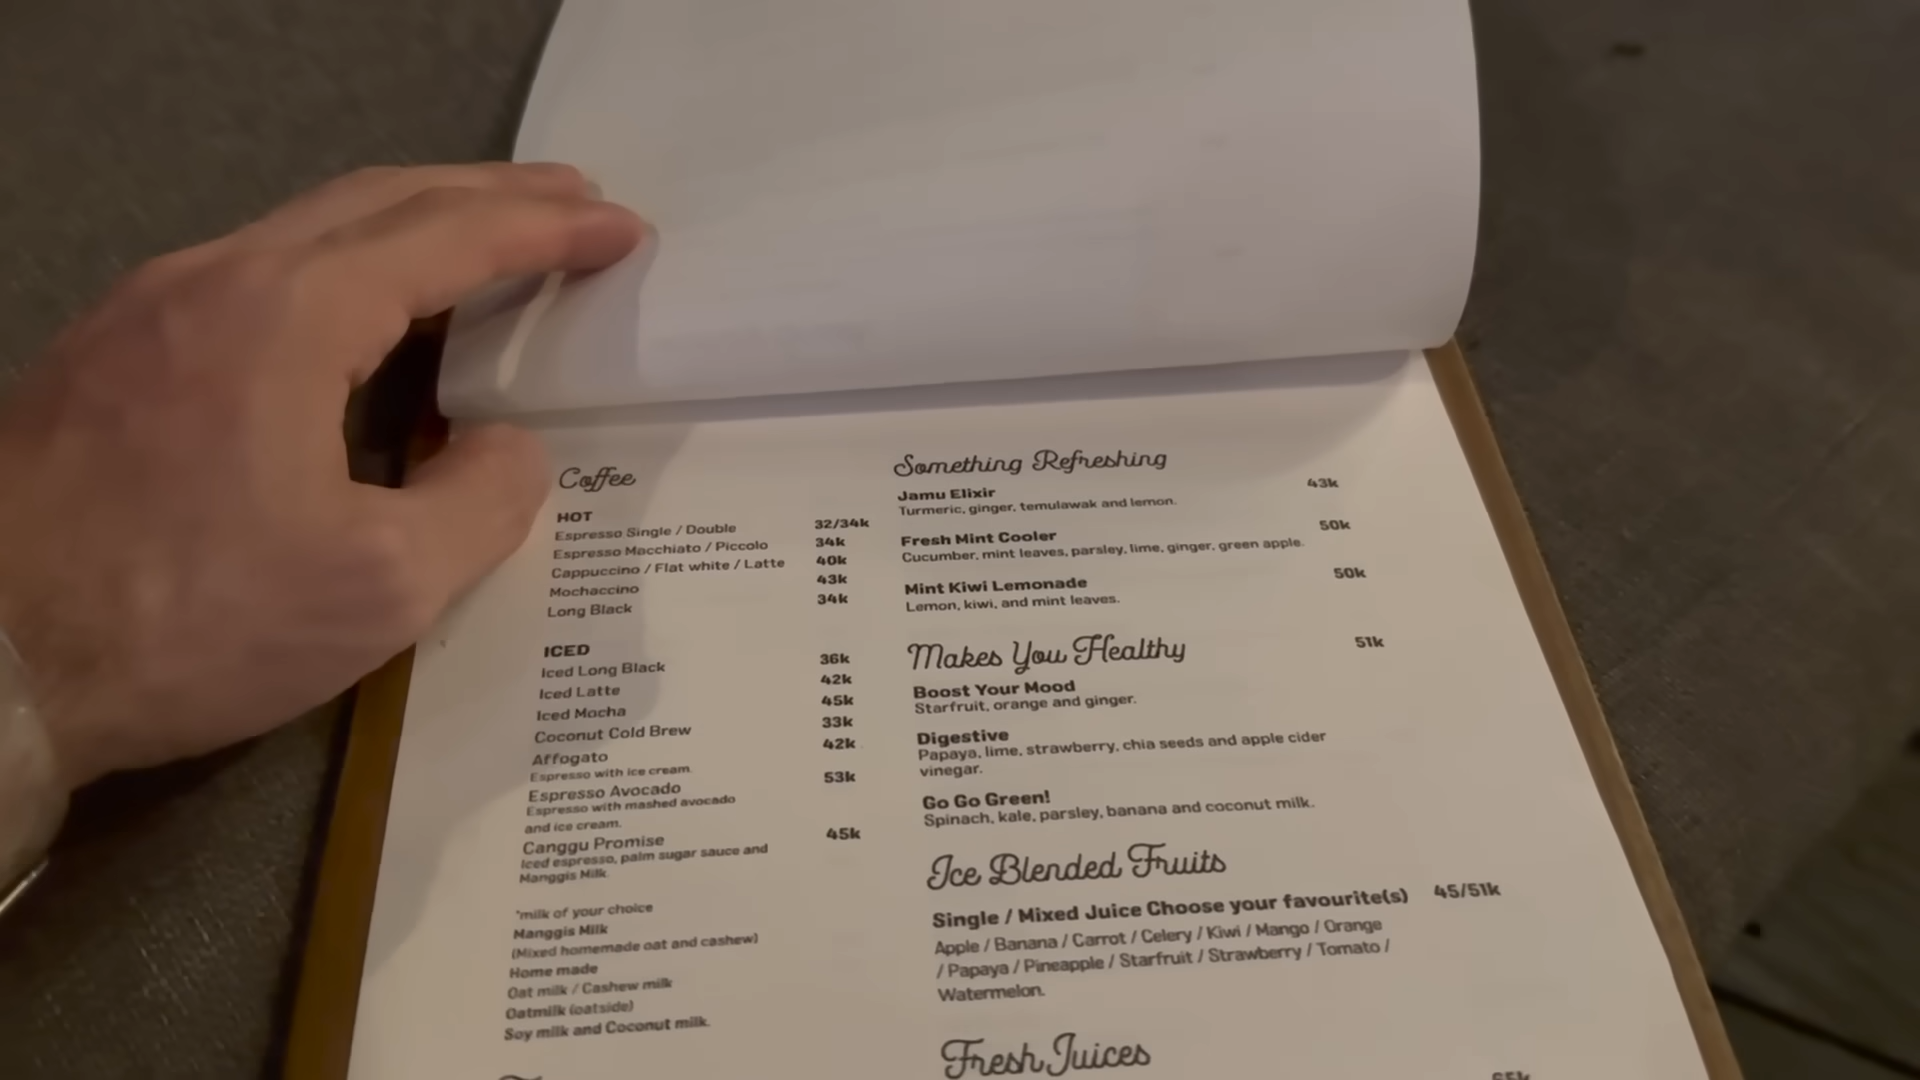 Coffee
HOT
Espresso Single / Double 32/34k
Espresso Macchiato / Piccolo 34k
Cappuccino / Flat white / Latte 40k
Mochaccino 43k
Long Black 34k
ICED
Iced Long Black 36k
Iced Latte 42k
Iced Mocha 45k
Coconut Cold Brew 33k
Affogato 42k
Espresso with ice cream.
Espresso Avocado 53k
Espresso with mashed avocado
and ice cream.
Canggu Promise 45k
Iced espresso, palm sugar sauce and
Manggis Milk.
*milk of your choice
Manggis Milk
(Mixed homemade oat and cashew)
Home made
Oat milk / Cashew milk
Oatmilk (oatside)
Soy milk and Coconut milk.
Something Refreshing
Jamu Elixir 43k
Turmeric, ginger, temulawak and lemon.
Fresh Mint Cooler 50k
Cucumber, mint leaves, parsley, lime, ginger, green apple.
Mint Kiwi Lemonade 50k
Lemon, kiwi, and mint leaves.
Makes You Healthy 51k
Boost Your Mood
Starfruit, orange and ginger.
Digestive
Papaya, lime, strawberry, chia seeds and apple cider
vinegar.
Go Go Green!
Spinach, kale, parsley, banana and coconut milk.
Ice Blended Fruits
Single / Mixed Juice Choose your favourite(s) 45/51k
Apple / Banana / Carrot / Celery / Kiwi / Mango / Orange
/ Papaya / Pineapple / Starfruit / Strawberry / Tomato /
Watermelon.
Fresh Juices